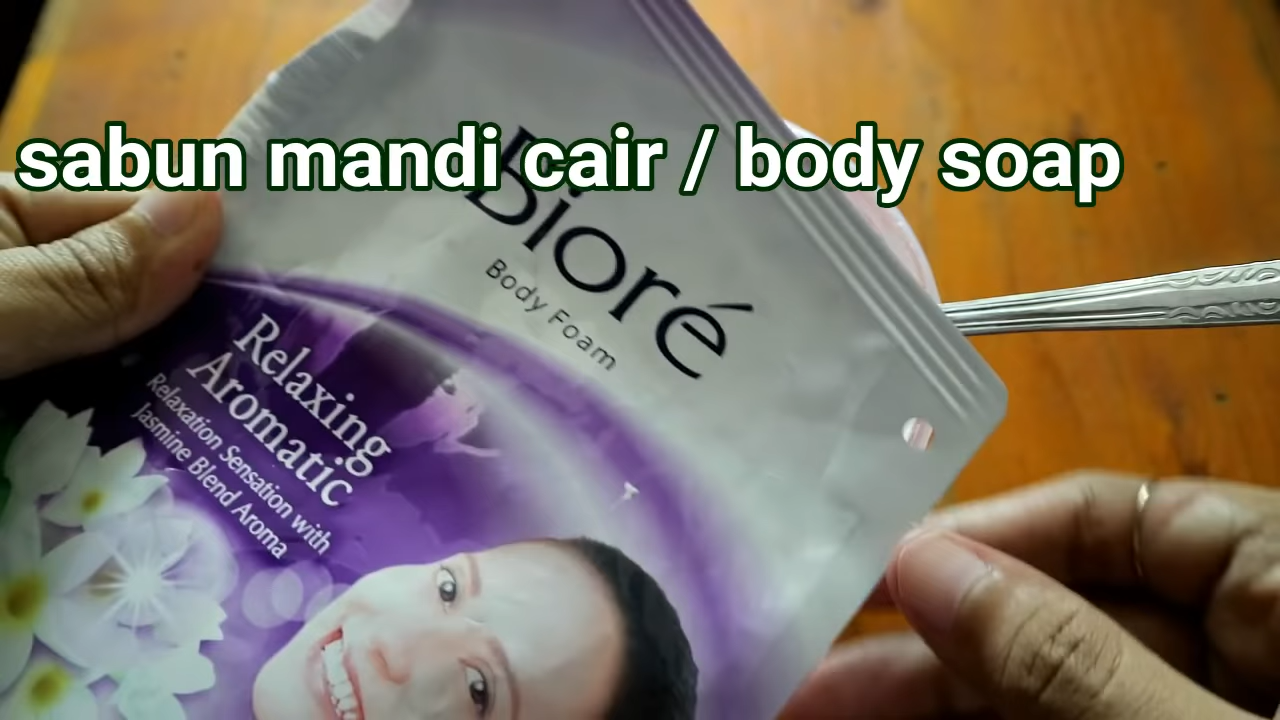 sabun mandi cair / body soap
Bioré
Body Foam
Relaxing
Aromatic
Relaxation Sensation with
Jasmine Blend Aroma